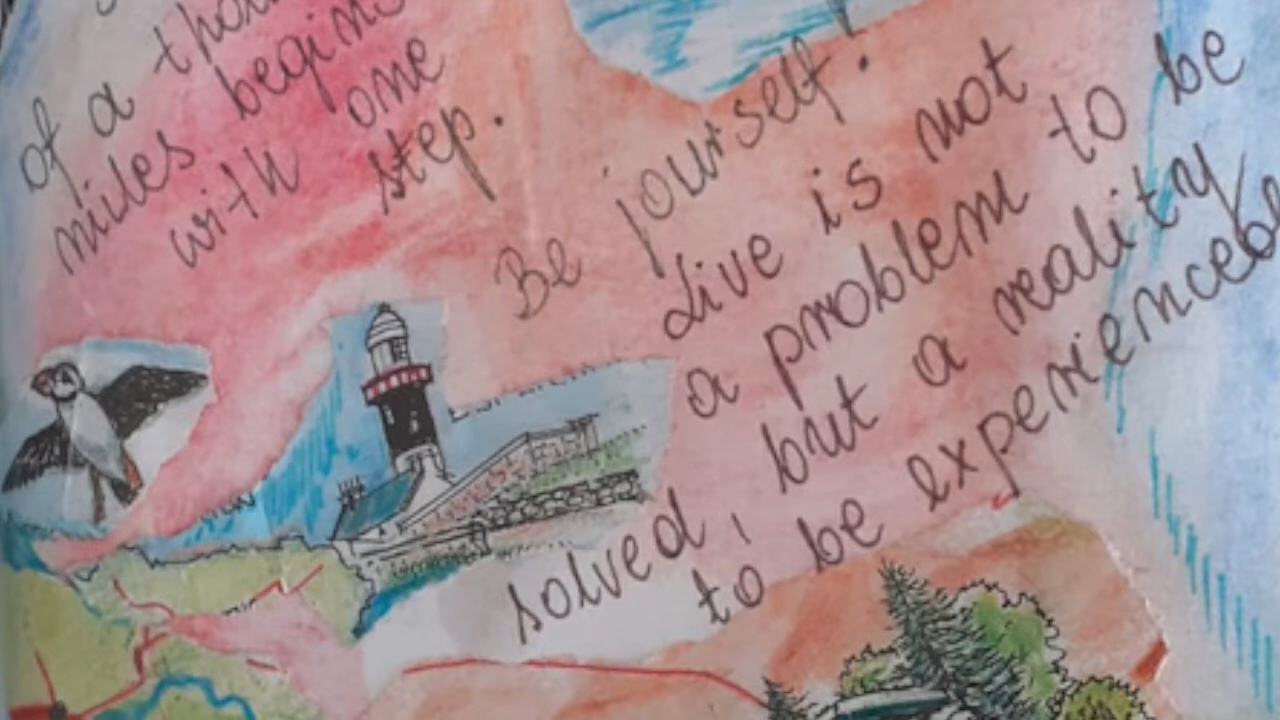 of a
miles begins
with one
step.
Be yourself!
Live is not
a problem to be
solved, but a reality
to be experienced